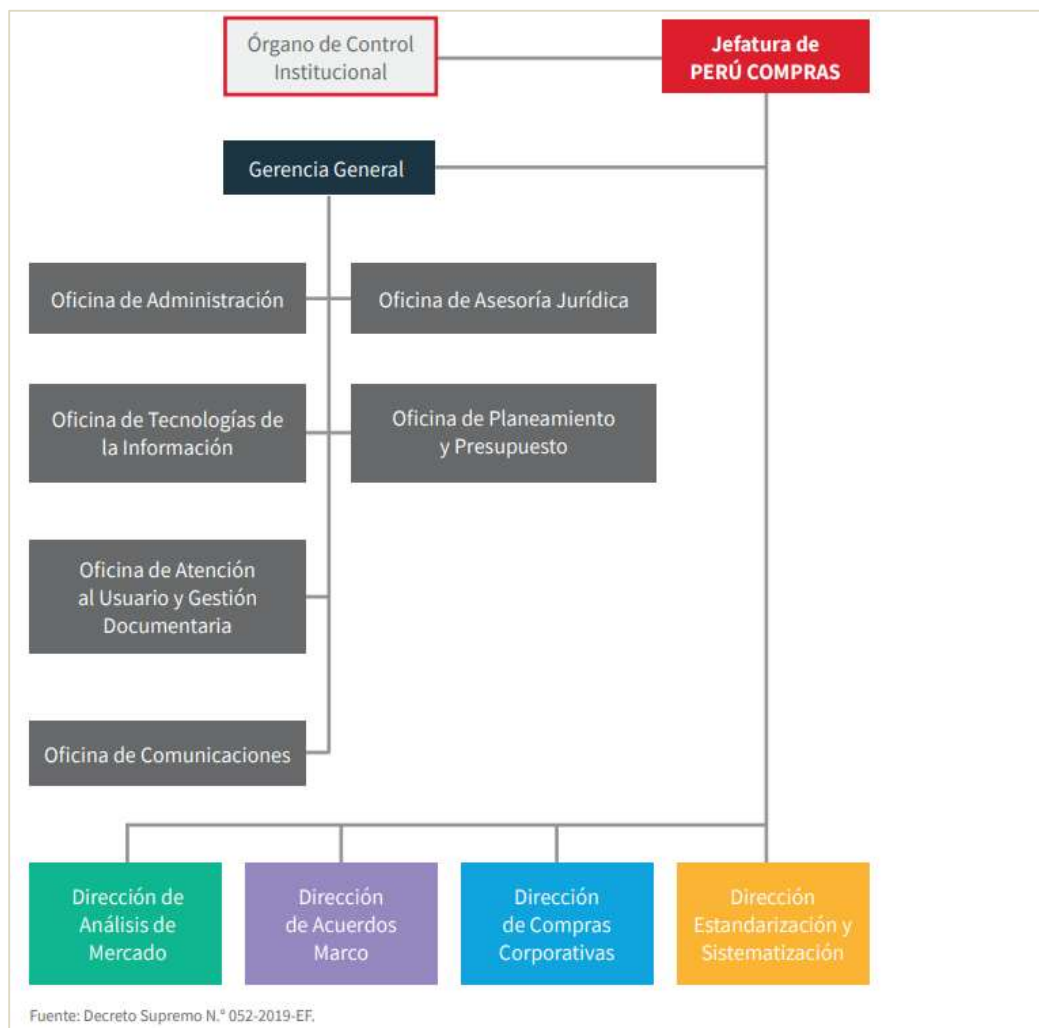 Órgano de Control
Institucional
Jefatura de
PERÚ COMPRAS
Gerencia General
Oficina de Administración
Oficina de Asesoría Jurídica
Oficina de Tecnologías de
la Información
Oficina de Planeamiento
y Presupuesto
Oficina de Atención
al Usuario y Gestión
Documentaria
Oficina de Comunicaciones
Dirección de
Análisis de
Mercado
Dirección
de Acuerdos
Marco
Dirección
de Compras
Corporativas
Dirección
Estandarización y
Sistematización
Fuente: Decreto Supremo N.° 052-2019-EF.